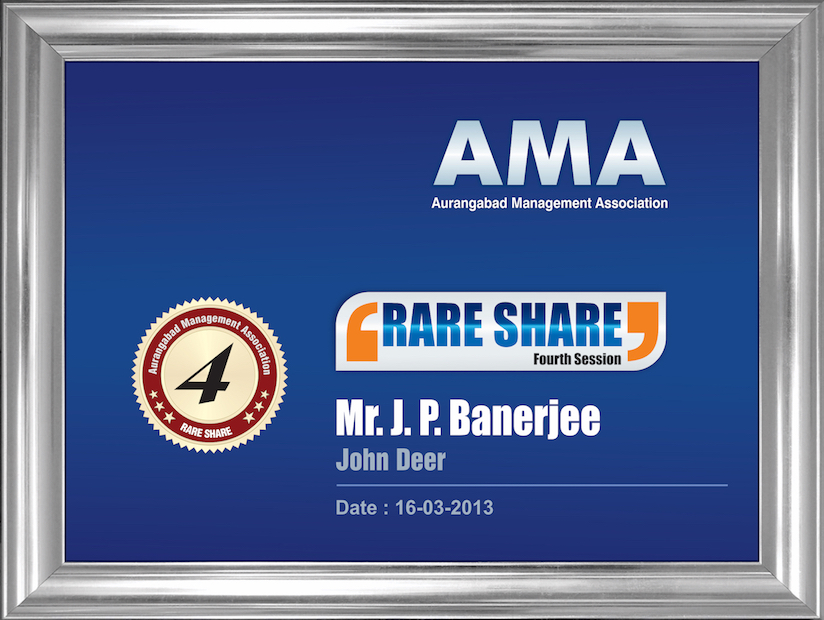 AMA
Aurangabad Management Association
Aurangabad Management Association
4
RARE SHARE
RARE SHARE
Fourth Session
Mr. J. P. Banerjee
John Deer
Date : 16-03-2013